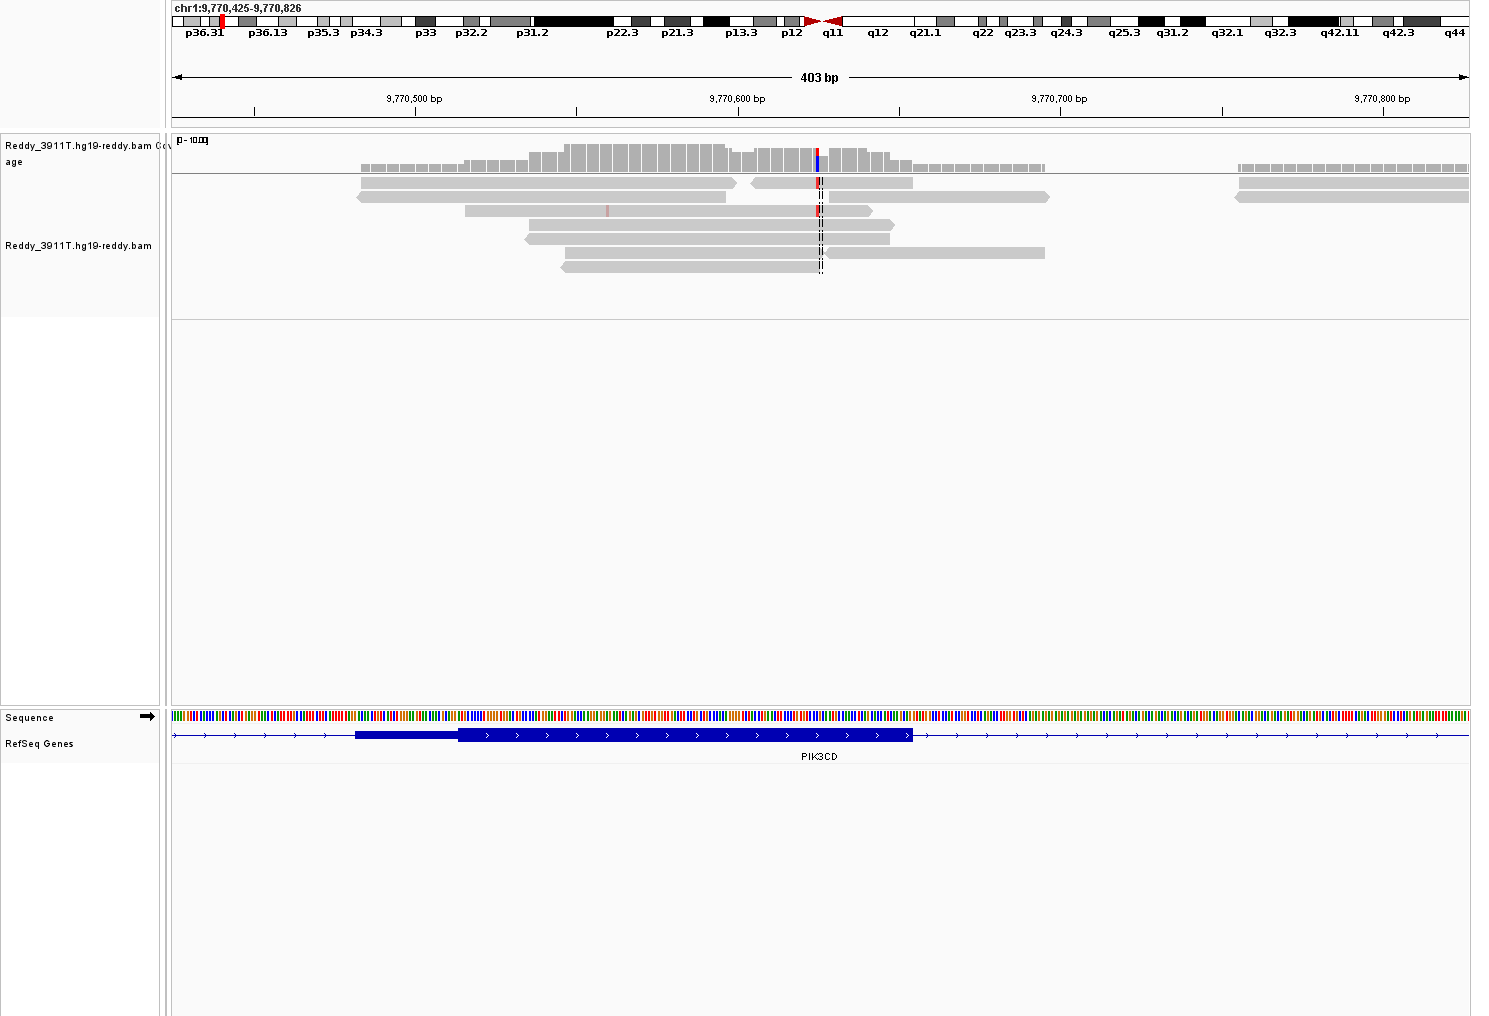 chr1:9,770,425-9,770,826
p36.31 p36.13 p35.3 p34.3 p33 p32.2 p31.2 p22.3 p21.3 p13.3 p12 q11 q12 q21.1 q22 q23.3 q24.3 q25.3 q31.2 q32.1 q32.3 q42.11 q42.3 q44
403 bp
9,770,500 bp 9,770,600 bp 9,770,700 bp 9,770,800 bp
[0 - 10.00]
Reddy_3911T.hg19-reddy.bam Cov
age
Reddy_3911T.hg19-reddy.bam
Sequence
RefSeq Genes
PIK3CD